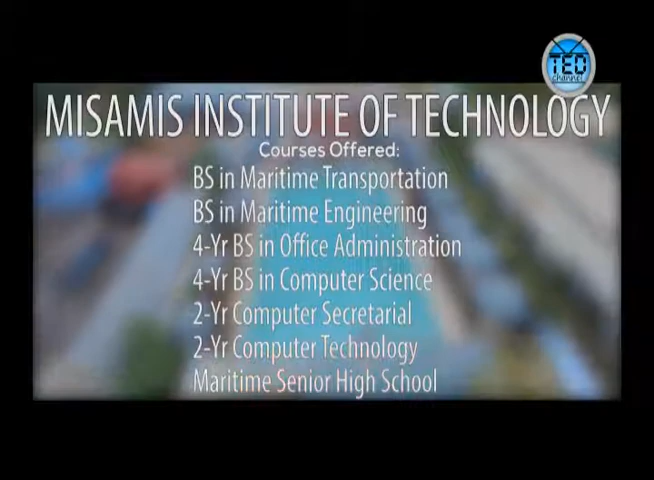 TEO
channel
MISAMIS INSTITUTE OF TECHNOLOGY
Courses Offered:
BS in Maritime Transportation
BS in Maritime Engineering
4-Yr BS in Office Administration
4-Yr BS in Computer Science
2-Yr Computer Secretarial
2-Yr Computer Technology
Maritime Senior High School